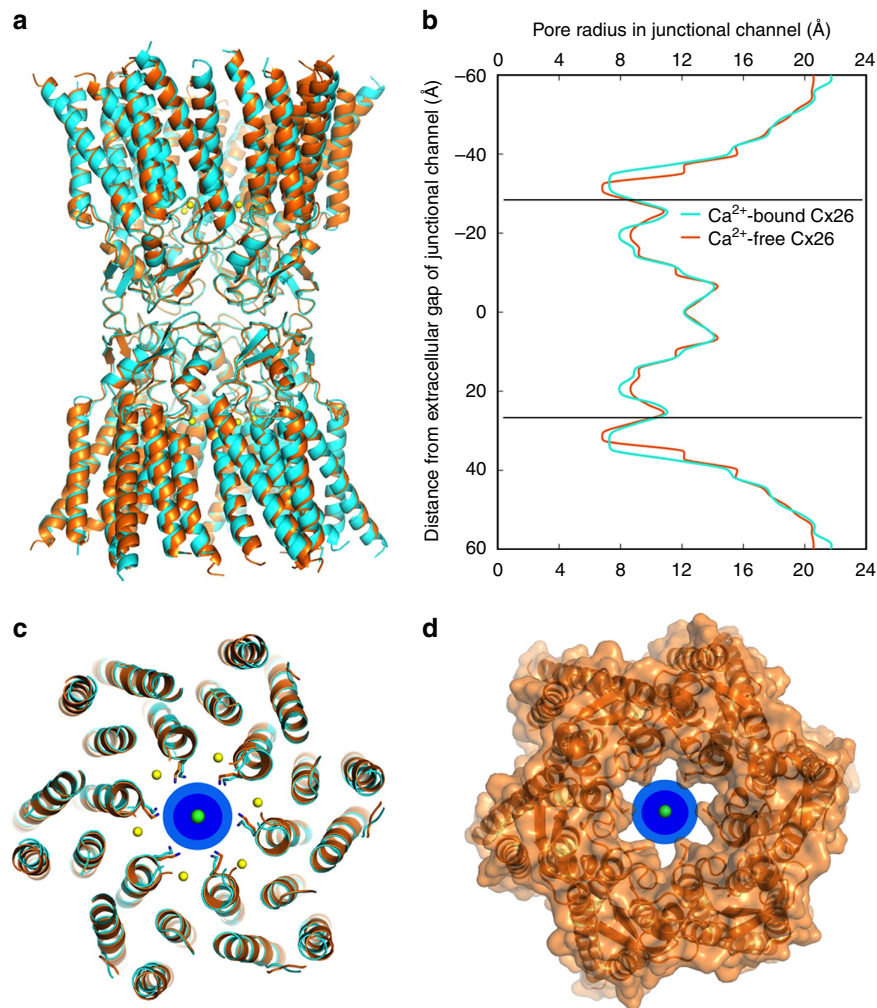 a
b
Pore radius in junctional channel (Å)
0 4 8 12 16 20 24
Distance from extracellular gap of junctional channel (Å)
–60
–40
–20
0
20
40
60
Ca²⁺-bound Cx26
Ca²⁺-free Cx26
0 4 8 12 16 20 24
c
d